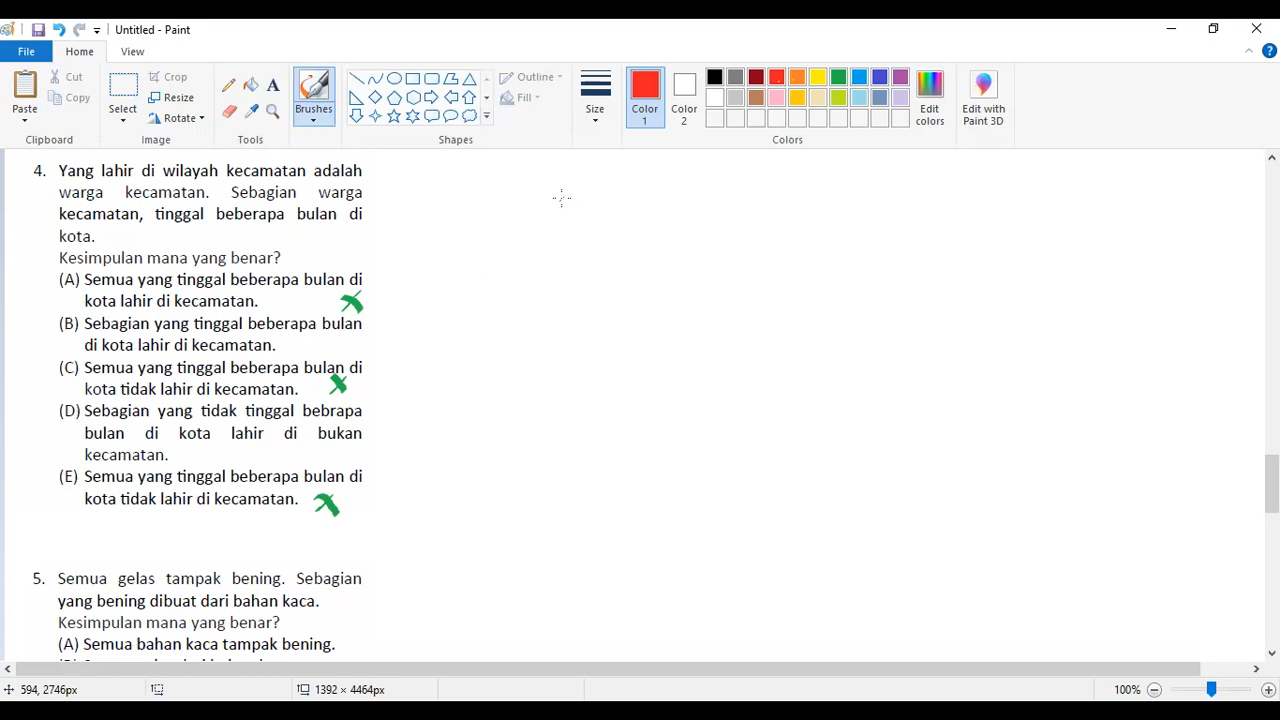 Untitled - Paint
File
Home
View
Paste
Cut
Copy
Clipboard
Select
Crop
Resize
Rotate
Image
A
Tools
Brushes
Outline
Fill
Shapes
Size
Color 1
Color 2
Edit colors
Edit with Paint 3D
Colors
4. Yang lahir di wilayah kecamatan adalah
warga kecamatan. Sebagian warga
kecamatan, tinggal beberapa bulan di
kota.
Kesimpulan mana yang benar?
(A) Semua yang tinggal beberapa bulan di
kota lahir di kecamatan.
(B) Sebagian yang tinggal beberapa bulan
di kota lahir di kecamatan.
(C) Semua yang tinggal beberapa bulan di
kota tidak lahir di kecamatan.
(D) Sebagian yang tidak tinggal bebrapa
bulan di kota lahir di bukan
kecamatan.
(E) Semua yang tinggal beberapa bulan di
kota tidak lahir di kecamatan.
5. Semua gelas tampak bening. Sebagian
yang bening dibuat dari bahan kaca.
Kesimpulan mana yang benar?
(A) Semua bahan kaca tampak bening.
594, 2746px
1392 × 4464px
100%